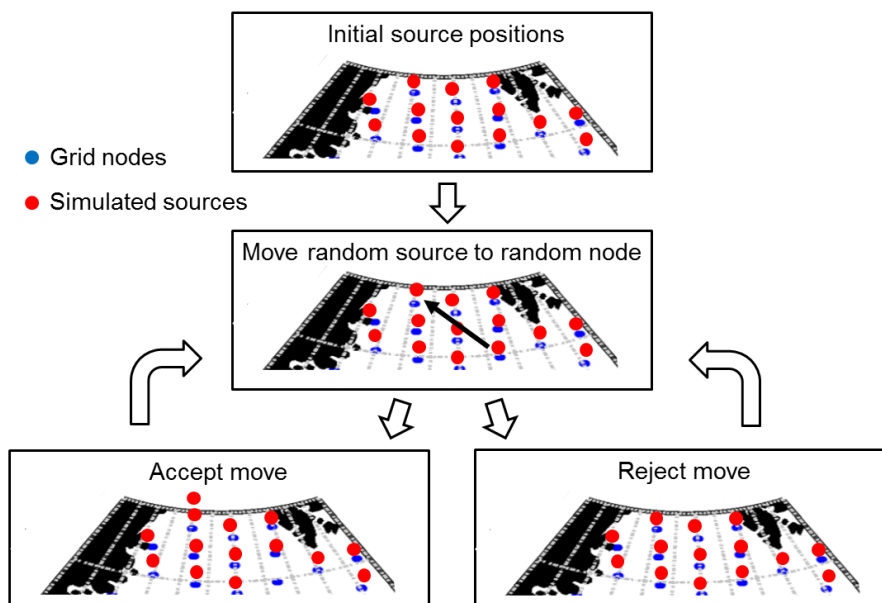 Initial source positions
Grid nodes
Simulated sources
Move random source to random node
Accept move
Reject move